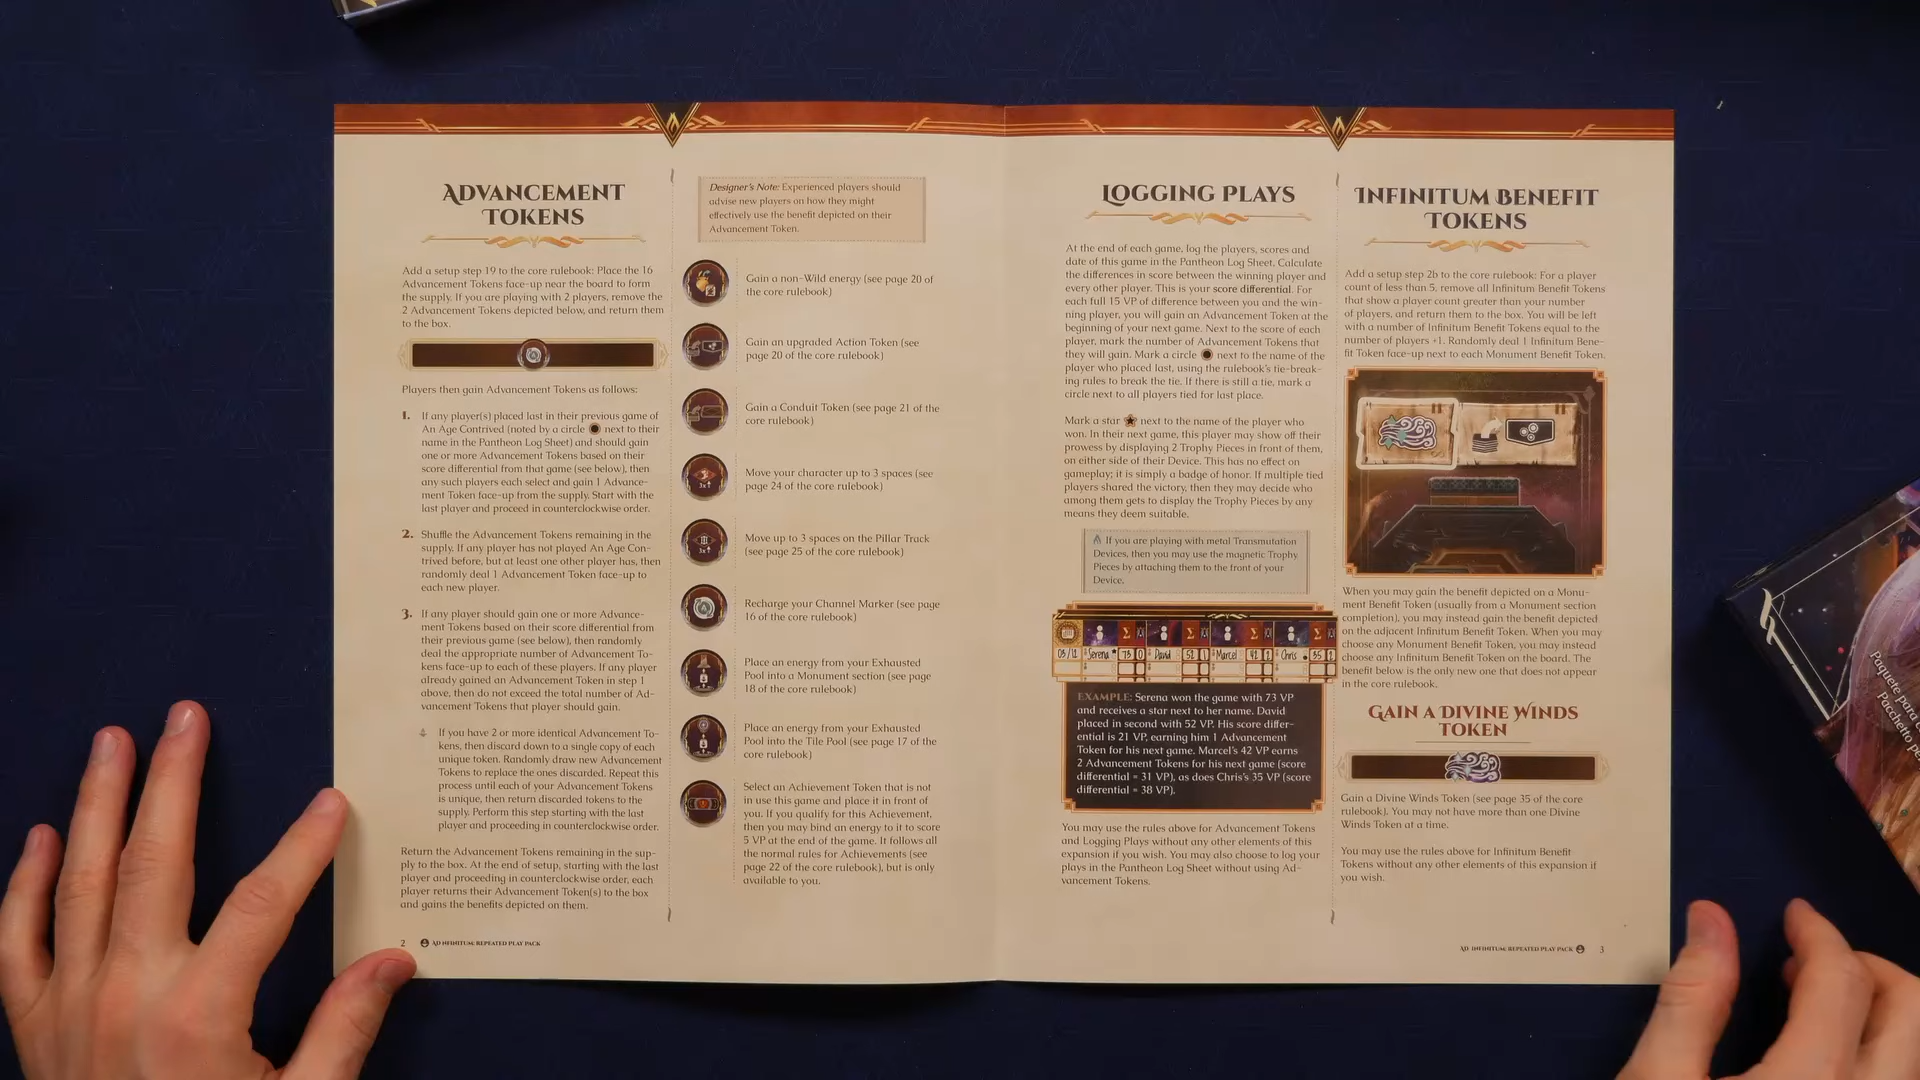 ADVANCEMENT
TOKENS
Add a setup step 19 to the core rulebook: Place the 16
Advancement Tokens face-up near the board to form
the supply. If you are playing with 2 players, remove the
2 Advancement Tokens depicted below, and return them
to the box.
Players then gain Advancement Tokens as follows:
1. If any player(s) placed last in their previous game of
An Age Contrived (noted by a circle next to their
name in the Pantheon Log Sheet) and should gain
one or more Advancement Tokens based on their
score differential from that game (see below), then
any such players each select and gain 1 Advance-
ment Token face-up from the supply. Start with the
last player and proceed in counterclockwise order.
2. Shuffle the Advancement Tokens remaining in the
supply. If any player has not played An Age Con-
trived before, but at least one other player has, then
randomly deal 1 Advancement Token face-up to
each new player.
3. If any player should gain one or more Advance-
ment Tokens based on their score differential from
their previous game (see below), then randomly
deal the appropriate number of Advancement To-
kens face-up to each of these players. If any player
already gained an Advancement Token in step 1
above, then do not exceed the total number of Ad-
vancement Tokens that player should gain.
If you have 2 or more identical Advancement To-
kens, then discard down to a single copy of each
unique token. Randomly draw new Advancement
Tokens to replace the ones discarded. Repeat this
process until each of your Advancement Tokens
is unique, then return discarded tokens to the
supply. Perform this step starting with the last
player and proceeding in counterclockwise order.
Return the Advancement Tokens remaining in the sup-
ply to the box. At the end of setup, starting with the last
player and proceeding in counterclockwise order, each
player returns their Advancement Token(s) to the box
and gains the benefits depicted on them.
2 AD INFINITUM: REPEATED PLAY PACK
Designer's Note: Experienced players should
advise new players on how they might
effectively use the benefit depicted on their
Advancement Token.
Gain a non-Wild energy (see page 20 of
the core rulebook)
Gain an upgraded Action Token (see
page 20 of the core rulebook)
Gain a Conduit Token (see page 21 of the
core rulebook)
3x
Move your character up to 3 spaces (see
page 24 of the core rulebook)
3x
Move up to 3 spaces on the Pillar Track
(see page 25 of the core rulebook)
Recharge your Channel Marker (see page
16 of the core rulebook)
Place an energy from your Exhausted
Pool into a Monument section (see page
18 of the core rulebook)
Place an energy from your Exhausted
Pool into the Tile Pool (see page 17 of the
core rulebook)
Select an Achievement Token that is not
in use this game and place it in front of
you. If you qualify for this Achievement,
then you may bind an energy to it to score
5 VP at the end of the game. It follows all
the normal rules for Achievements (see
page 22 of the core rulebook), but is only
available to you.
LOGGING PLAYS
At the end of each game, log the players, scores and
date of this game in the Pantheon Log Sheet. Calculate
the differences in score between the winning player and
every other player. This is your score differential. For
each full 15 VP of difference between you and the win-
ning player, you will gain an Advancement Token at the
beginning of your next game. Next to the score of each
player, mark the number of Advancement Tokens that
they will gain. Mark a circle next to the name of the
player who placed last, using the rulebook's tie-break-
ing rules to break the tie. If there is still a tie, mark a
circle next to all players tied for last place.
Mark a star next to the name of the player who
won. In their next game, this player may show off their
prowess by displaying 2 Trophy Pieces in front of them,
on either side of their Device. This has no effect on
gameplay; it is simply a badge of honor. If multiple tied
players shared the victory, then they may decide who
among them gets to display the Trophy Pieces by any
means they deem suitable.
If you are playing with metal Transmutation
Devices, then you may use the magnetic Trophy
Pieces by attaching them to the front of your
Device.
03/12 Serena 73 0 David 52 1 Marcel 42 2 Chris 35 2
EXAMPLE: Serena won the game with 73 VP
and receives a star next to her name. David
placed in second with 52 VP. His score differ-
ential is 21 VP, earning him 1 Advancement
Token for his next game. Marcel's 42 VP earns
2 Advancement Tokens for his next game (score
differential = 31 VP), as does Chris's 35 VP (score
differential = 38 VP).
You may use the rules above for Advancement Tokens
and Logging Plays without any other elements of this
expansion if you wish. You may also choose to log your
plays in the Pantheon Log Sheet without using Ad-
vancement Tokens.
INFINITUM BENEFIT
TOKENS
Add a setup step 2b to the core rulebook: For a player
count of less than 5, remove all Infinitum Benefit Tokens
that show a player count greater than your number
of players, and return them to the box. You will be left
with a number of Infinitum Benefit Tokens equal to the
number of players +1. Randomly deal 1 Infinitum Bene-
fit Token face-up next to each Monument Benefit Token.
When you may gain the benefit depicted on a Monu-
ment Benefit Token (usually from a Monument section
completion), you may instead gain the benefit depicted
on the adjacent Infinitum Benefit Token. When you may
choose any Monument Benefit Token, you may instead
choose any Infinitum Benefit Token on the board. The
benefit below is the only new one that does not appear
in the core rulebook.
GAIN A DIVINE WINDS
TOKEN
Gain a Divine Winds Token (see page 35 of the core
rulebook). You may not have more than one Divine
Winds Token at a time.
You may use the rules above for Infinitum Benefit
Tokens without any other elements of this expansion if
you wish.
AD INFINITUM: REPEATED PLAY PACK 3
Paquete para
Pacchetto pe